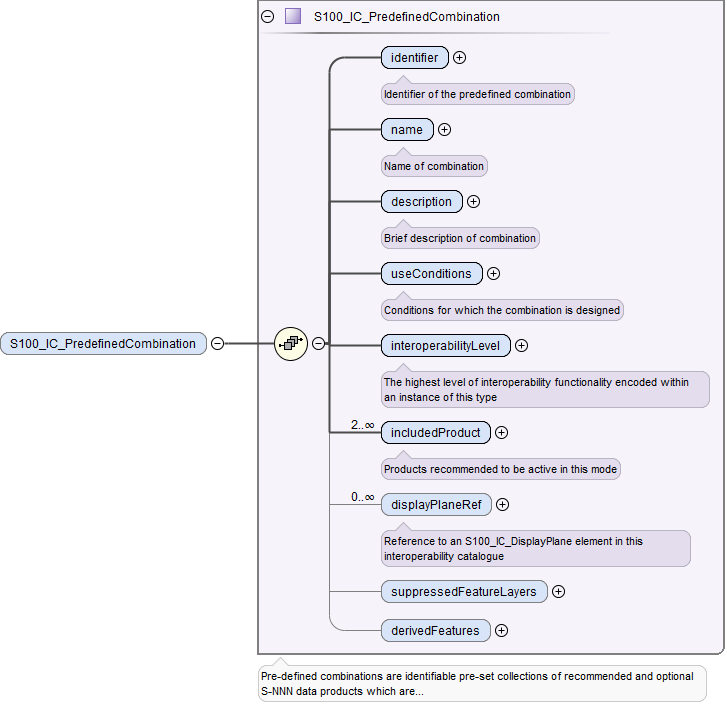 S100_IC_PredefinedCombination
identifier
Identifier of the predefined combination
name
Name of combination
description
Brief description of combination
useConditions
Conditions for which the combination is designed
S100_IC_PredefinedCombination
interoperabilityLevel
The highest level of interoperability functionality encoded within
an instance of this type
2..∞
includedProduct
Products recommended to be active in this mode
0..∞
displayPlaneRef
Reference to an S100_IC_DisplayPlane element in this
interoperability catalogue
suppressedFeatureLayers
derivedFeatures
Pre-defined combinations are identifiable pre-set collections of recommended and optional
S-NNN data products which are...